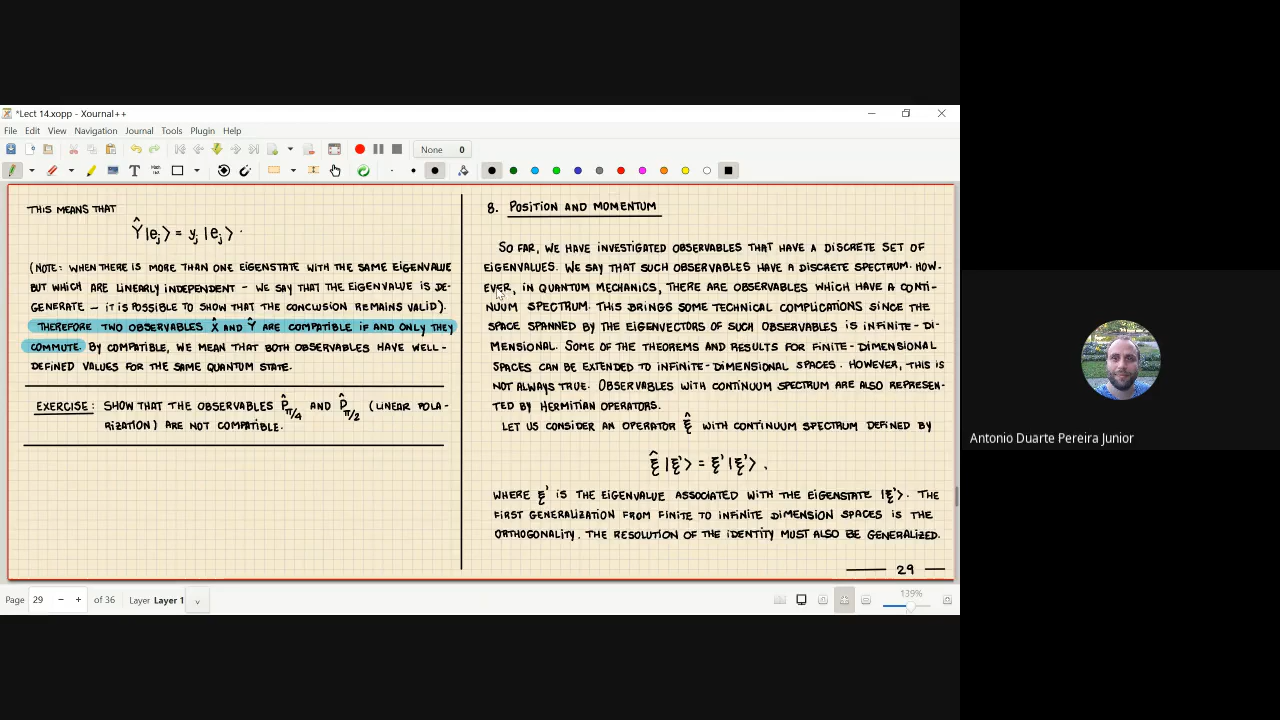 *Lect 14.xopp - Xournal++
File Edit View Navigation Journal Tools Plugin Help
None 0
THIS MEANS THAT
Ŷ|eⱼ⟩ = yⱼ|eⱼ⟩.
(NOTE: WHEN THERE IS MORE THAN ONE EIGENSTATE WITH THE SAME EIGENVALUE
BUT WHICH ARE LINEARLY INDEPENDENT - WE SAY THAT THE EIGENVALUE IS DE-
GENERATE - IT IS POSSIBLE TO SHOW THAT THE CONCLUSION REMAINS VALID).
THEREFORE TWO OBSERVABLES X̂ AND Ŷ ARE COMPATIBLE IF AND ONLY THEY
COMMUTE. BY COMPATIBLE, WE MEAN THAT BOTH OBSERVABLES HAVE WELL-
DEFINED VALUES FOR THE SAME QUANTUM STATE.
EXERCISE: SHOW THAT THE OBSERVABLES P̂π/4 AND P̂π/2 (LINEAR POLA-
RIZATION) ARE NOT COMPATIBLE.
8. POSITION AND MOMENTUM
SO FAR, WE HAVE INVESTIGATED OBSERVABLES THAT HAVE A DISCRETE SET OF
EIGENVALUES. WE SAY THAT SUCH OBSERVABLES HAVE A DISCRETE SPECTRUM. HOW-
EVER, IN QUANTUM MECHANICS, THERE ARE OBSERVABLES WHICH HAVE A CONTI-
NUUM SPECTRUM. THIS BRINGS SOME TECHNICAL COMPLICATIONS SINCE THE
SPACE SPANNED BY THE EIGENVECTORS OF SUCH OBSERVABLES IS INFINITE-DI-
MENSIONAL. SOME OF THE THEOREMS AND RESULTS FOR FINITE-DIMENSIONAL
SPACES CAN BE EXTENDED TO INFINITE-DIMENSIONAL SPACES. HOWEVER, THIS IS
NOT ALWAYS TRUE. OBSERVABLES WITH CONTINUUM SPECTRUM ARE ALSO REPRESEN-
TED BY HERMITIAN OPERATORS.
LET US CONSIDER AN OPERATOR ξ̂ WITH CONTINUUM SPECTRUM DEFINED BY
ξ̂|ξ'⟩ = ξ'|ξ'⟩,
WHERE ξ' IS THE EIGENVALUE ASSOCIATED WITH THE EIGENSTATE |ξ'⟩. THE
FIRST GENERALIZATION FROM FINITE TO INFINITE DIMENSION SPACES IS THE
ORTHOGONALITY. THE RESOLUTION OF THE IDENTITY MUST ALSO BE GENERALIZED.
29
Antonio Duarte Pereira Junior
Page 29 - + of 36 Layer Layer 1 139%